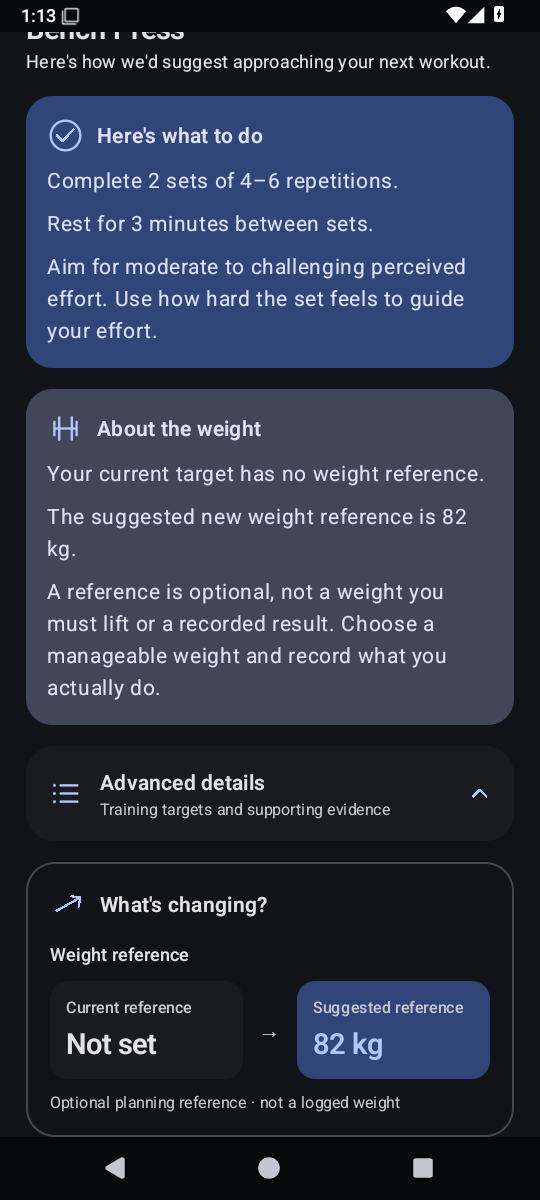 1:13
Bench Press
Here's how we'd suggest approaching your next workout.
Here's what to do
Complete 2 sets of 4–6 repetitions.
Rest for 3 minutes between sets.
Aim for moderate to challenging perceived
effort. Use how hard the set feels to guide
your effort.
About the weight
Your current target has no weight reference.
The suggested new weight reference is 82
kg.
A reference is optional, not a weight you
must lift or a recorded result. Choose a
manageable weight and record what you
actually do.
Advanced details
Training targets and supporting evidence
What's changing?
Weight reference
Current reference
Not set
→
Suggested reference
82 kg
Optional planning reference · not a logged weight